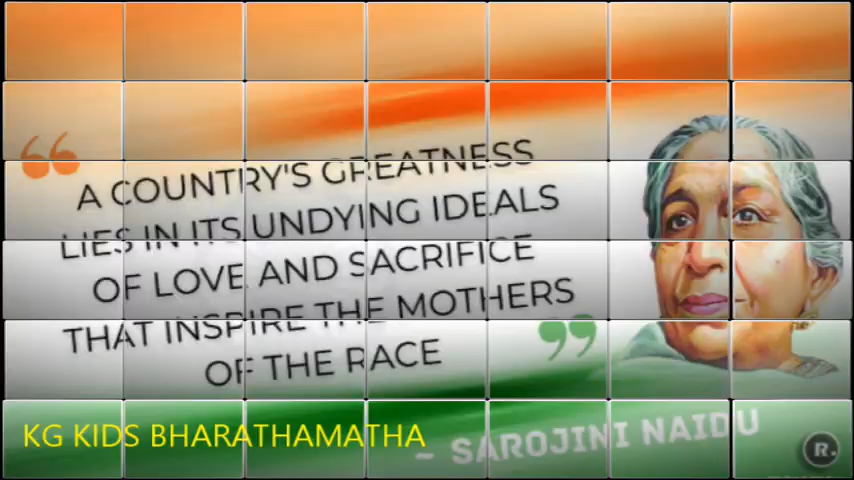 A COUNTRY'S GREATNESS
LIES IN ITS UNDYING IDEALS
OF LOVE AND SACRIFICE
THAT INSPIRE THE MOTHERS
OF THE RACE
~ SAROJINI NAIDU
KG KIDS BHARATHAMATHA
R.